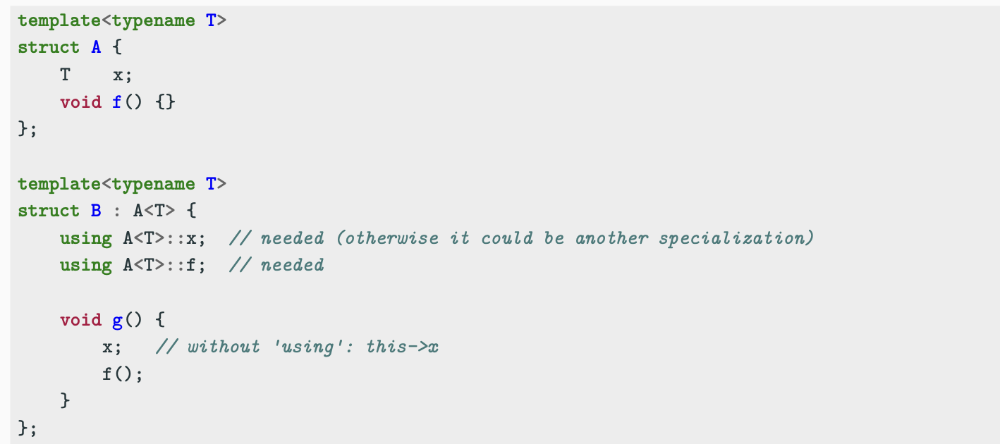 template<typename T>
struct A {
    T    x;
    void f() {}
};

template<typename T>
struct B : A<T> {
    using A<T>::x;  // needed (otherwise it could be another specialization)
    using A<T>::f;  // needed

    void g() {
        x;   // without 'using': this->x
        f();
    }
};